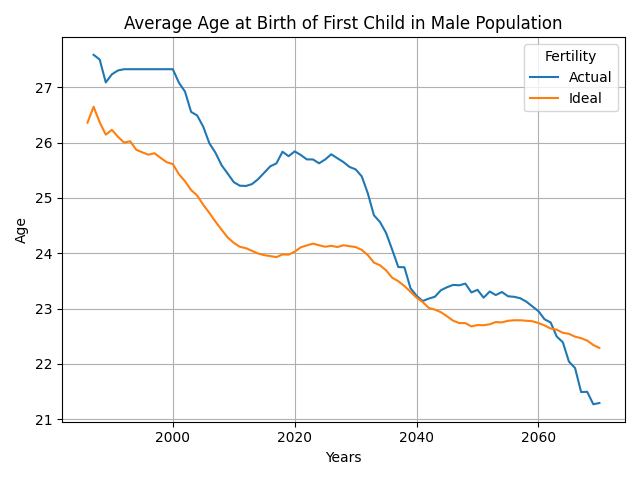 Average Age at Birth of First Child in Male Population
Fertility
Actual
Ideal
Age
27
26
25
24
23
22
21
2000
2020
2040
2060
Years